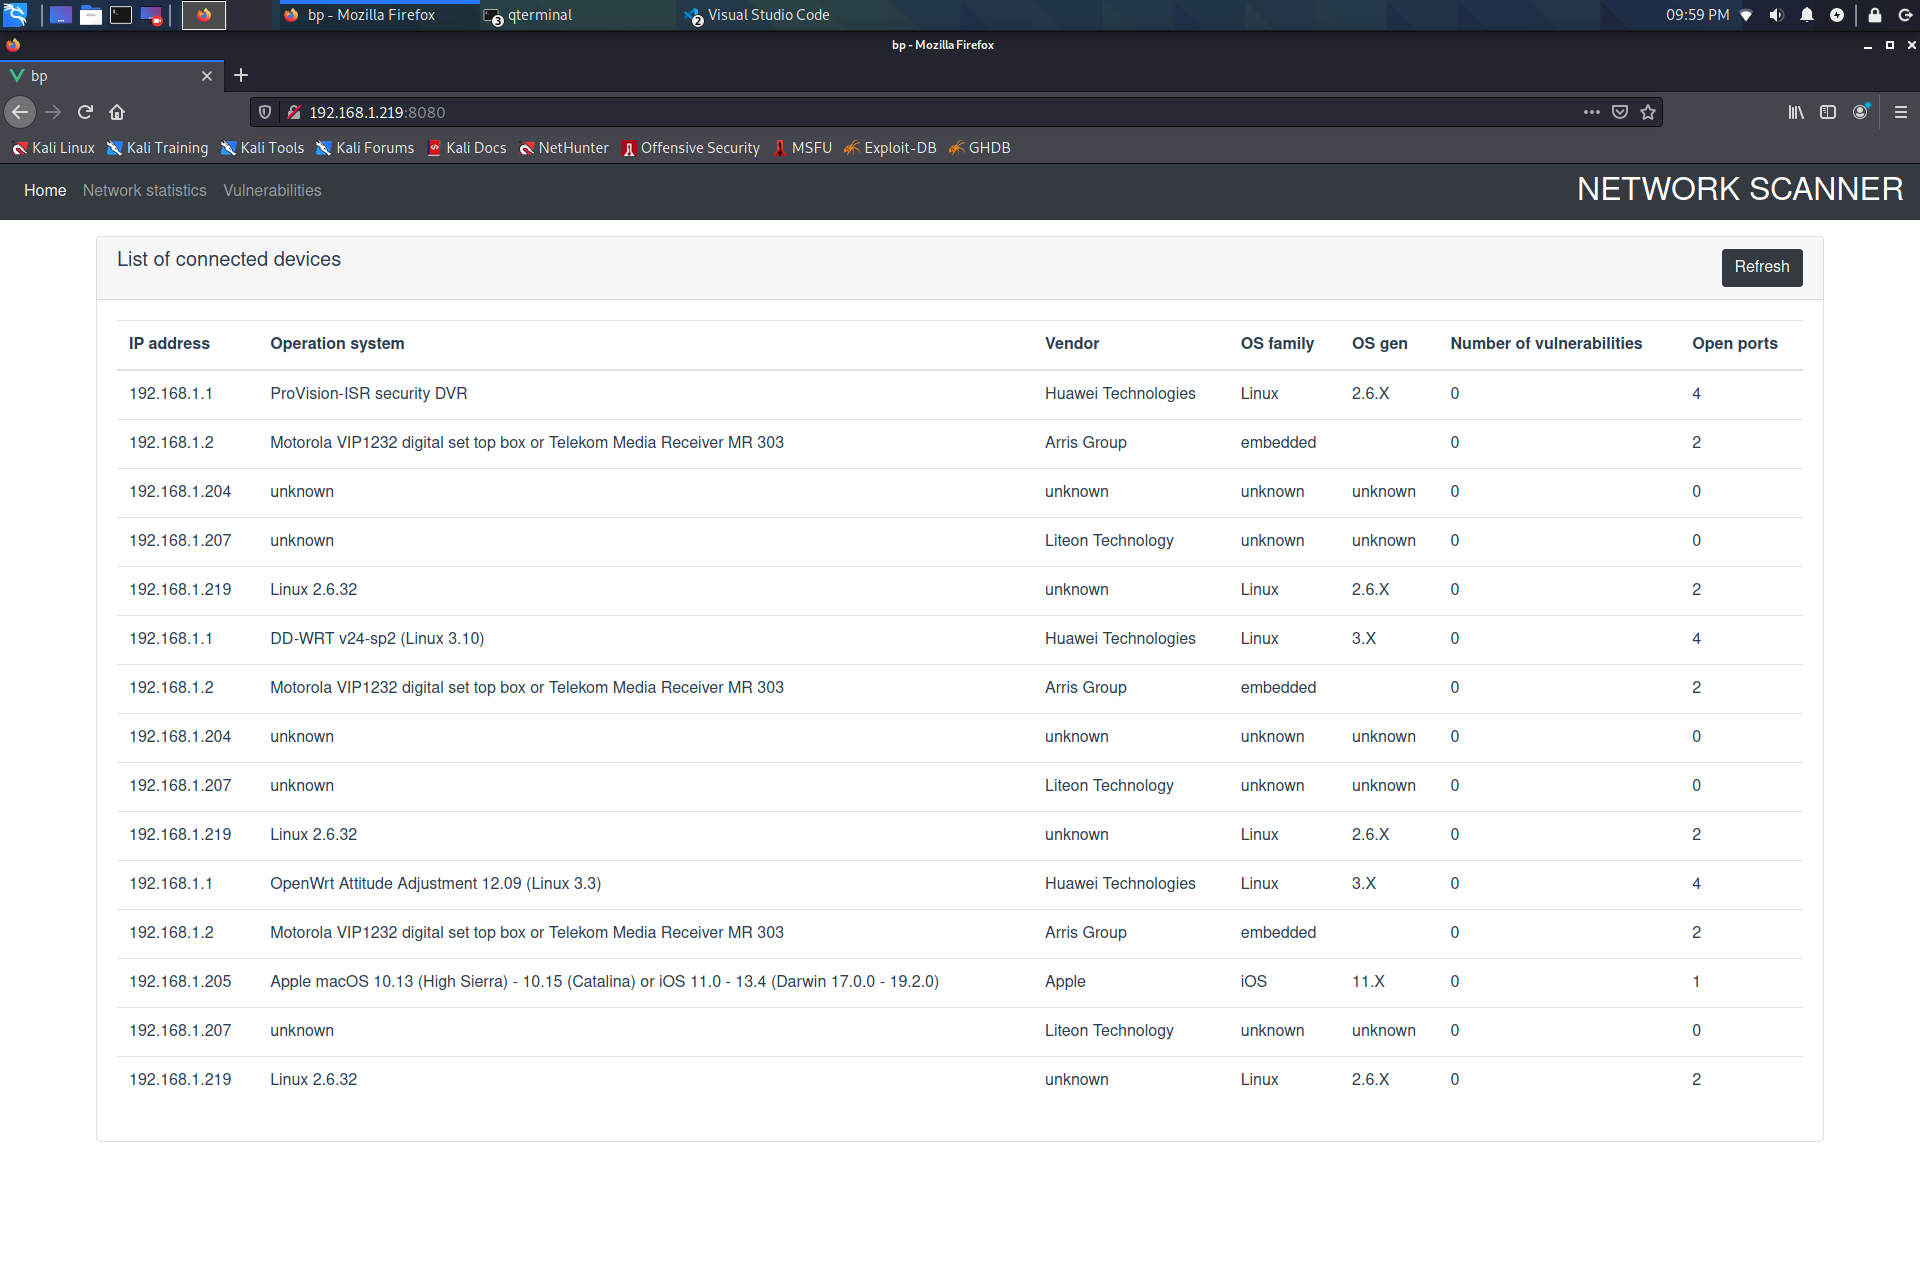 bp - Mozilla Firefox 3 qterminal 2 Visual Studio Code 09:59 PM
bp - Mozilla Firefox
bp
192.168.1.219:8080
Kali Linux Kali Training Kali Tools Kali Forums Kali Docs NetHunter Offensive Security MSFU Exploit-DB GHDB
Home Network statistics Vulnerabilities NETWORK SCANNER
List of connected devices Refresh
IP address Operation system Vendor OS family OS gen Number of vulnerabilities Open ports
192.168.1.1 ProVision-ISR security DVR Huawei Technologies Linux 2.6.X 0 4
192.168.1.2 Motorola VIP1232 digital set top box or Telekom Media Receiver MR 303 Arris Group embedded 0 2
192.168.1.204 unknown unknown unknown unknown 0 0
192.168.1.207 unknown Liteon Technology unknown unknown 0 0
192.168.1.219 Linux 2.6.32 unknown Linux 2.6.X 0 2
192.168.1.1 DD-WRT v24-sp2 (Linux 3.10) Huawei Technologies Linux 3.X 0 4
192.168.1.2 Motorola VIP1232 digital set top box or Telekom Media Receiver MR 303 Arris Group embedded 0 2
192.168.1.204 unknown unknown unknown unknown 0 0
192.168.1.207 unknown Liteon Technology unknown unknown 0 0
192.168.1.219 Linux 2.6.32 unknown Linux 2.6.X 0 2
192.168.1.1 OpenWrt Attitude Adjustment 12.09 (Linux 3.3) Huawei Technologies Linux 3.X 0 4
192.168.1.2 Motorola VIP1232 digital set top box or Telekom Media Receiver MR 303 Arris Group embedded 0 2
192.168.1.205 Apple macOS 10.13 (High Sierra) - 10.15 (Catalina) or iOS 11.0 - 13.4 (Darwin 17.0.0 - 19.2.0) Apple iOS 11.X 0 1
192.168.1.207 unknown Liteon Technology unknown unknown 0 0
192.168.1.219 Linux 2.6.32 unknown Linux 2.6.X 0 2